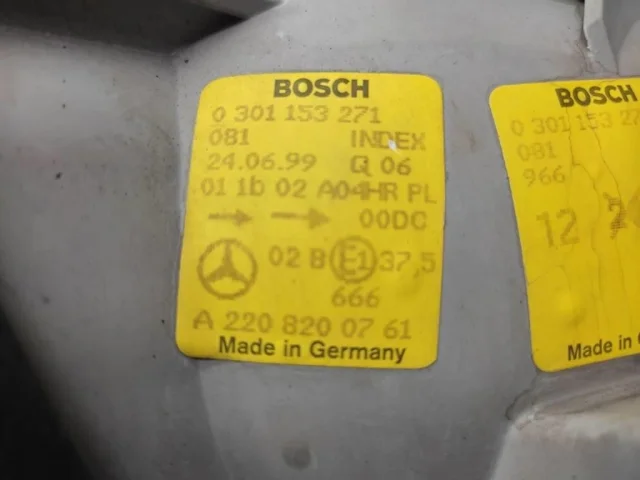 BOSCH
0 301 153 271
081 INDEX
24.06.99 Q 06
01 1b 02 A04HR PL
00DC
02 B E1 37,5
666
A 220 820 07 61
Made in Germany
BOSCH
0 301 153 27
081
966
12
Made in